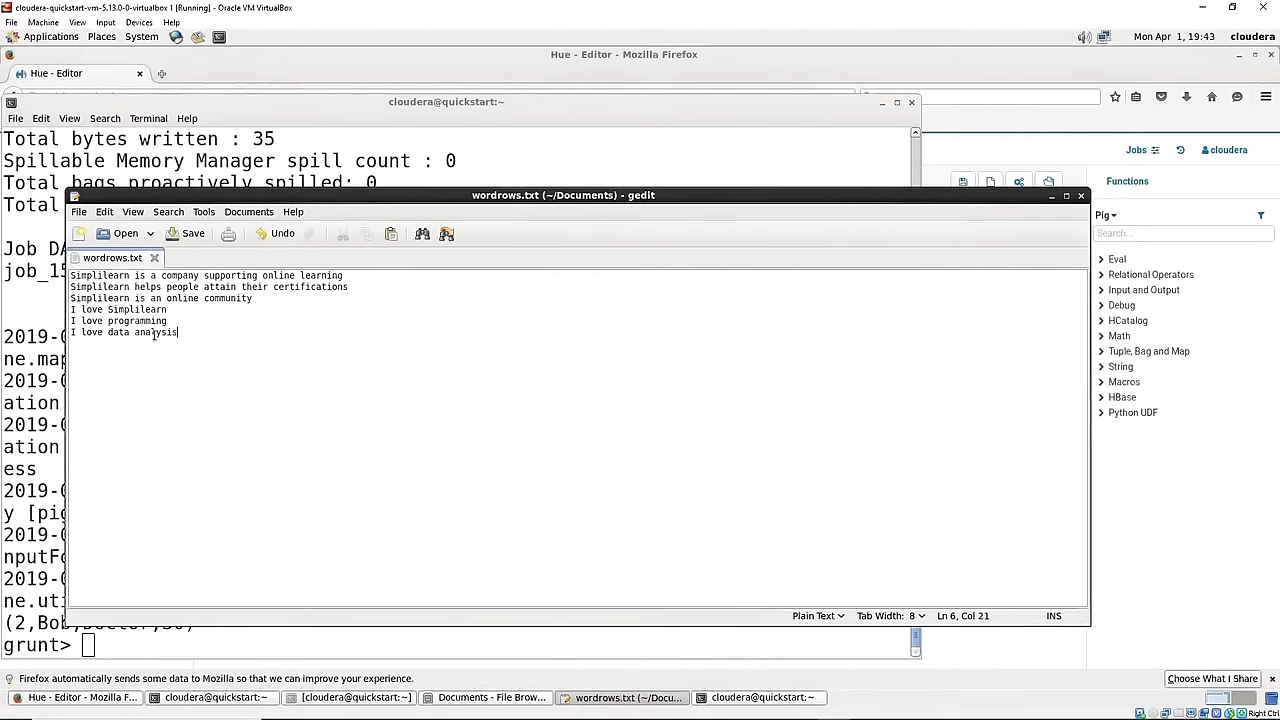 cloudera-quickstart-vm-5.13.0-0-virtualbox 1 [Running] - Oracle VM VirtualBox
File Machine View Input Devices Help
Applications Places System Mon Apr 1, 19:43 cloudera
Hue - Editor - Mozilla Firefox
Hue - Editor
cloudera@quickstart:~
File Edit View Search Terminal Help
Total bytes written : 35
Spillable Memory Manager spill count : 0
Total bags proactively spilled: 0
Total
Jobs cloudera
wordrows.txt (~/Documents) - gedit
File Edit View Search Tools Documents Help
Open Save Undo
wordrows.txt
Simplilearn is a company supporting online learning
Simplilearn helps people attain their certifications
Simplilearn is an online community
I love Simplilearn
I love programming
I love data analysis
Plain Text Tab Width: 8 Ln 6, Col 21 INS
Job DA
job_15
2019-0
ne.map
2019-0
ation
2019-0
ation
ess
2019-0
y [pig
2019-0
nputFo
2019-0
ne.uti
grunt>
Functions
Pig
Search...
Eval
Relational Operators
Input and Output
Debug
HCatalog
Math
Tuple, Bag and Map
String
Macros
HBase
Python UDF
Firefox automatically sends some data to Mozilla so that we can improve your experience. Choose What I Share
Hue - Editor - Mozilla F... cloudera@quickstart:~ [cloudera@quickstart:~] Documents - File Brow... wordrows.txt (~/Docu... cloudera@quickstart:~
Right Ctrl